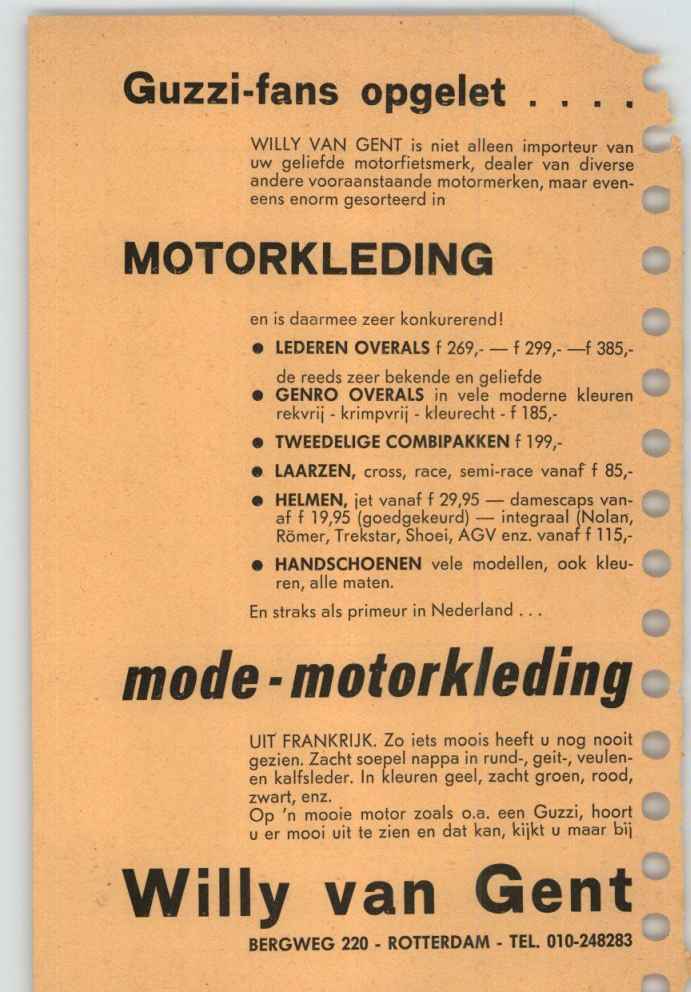 Guzzi-fans opgelet . . . .
WILLY VAN GENT is niet alleen importeur van
uw geliefde motorfietsmerk, dealer van diverse
andere vooraanstaande motormerken, maar even-
eens enorm gesorteerd in
MOTORKLEDING
en is daarmee zeer konkurerend!
● LEDEREN OVERALS f 269,- — f 299,- —f 385,-
de reeds zeer bekende en geliefde
● GENRO OVERALS in vele moderne kleuren
rekvrij - krimpvrij - kleurecht - f 185,-
● TWEEDELIGE COMBIPAKKEN f 199,-
● LAARZEN, cross, race, semi-race vanaf f 85,-
● HELMEN, jet vanaf f 29,95 — damescaps van-
af f 19,95 (goedgekeurd) — integraal (Nolan,
Römer, Trekstar, Shoei, AGV enz. vanaf f 115,-
● HANDSCHOENEN vele modellen, ook kleu-
ren, alle maten.
En straks als primeur in Nederland . . .
mode-motorkleding
UIT FRANKRIJK. Zo iets moois heeft u nog nooit
gezien. Zacht soepel nappa in rund-, geit-, veulen-
en kalfsleder. In kleuren geel, zacht groen, rood,
zwart, enz.
Op 'n mooie motor zoals o.a. een Guzzi, hoort
u er mooi uit te zien en dat kan, kijkt u maar bij
Willy van Gent
BERGWEG 220 - ROTTERDAM - TEL. 010-248283